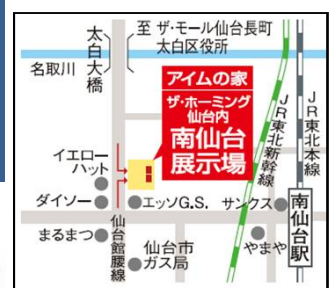 太白大橋
至 ザ・モール仙台長町
太白区役所
名取川
アイムの家
ザ・ホーミング
仙台内
南仙台
展示場
JR東北新幹線
JR東北本線
イエロー
ハット
ダイソー
エッソG.S.
サンクス
南仙台駅
まるまつ
仙台館腰線
仙台市
ガス局
やまや